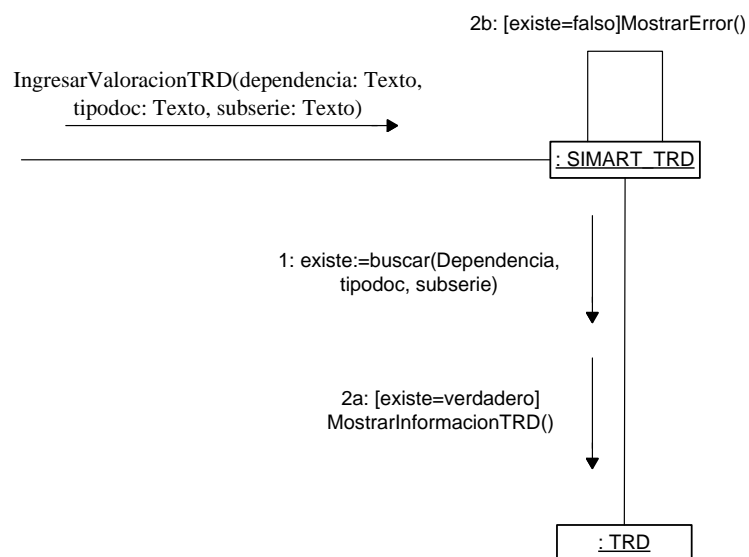 2b: [existe=falso]MostrarError()
IngresarValoracionTRD(dependencia: Texto,
tipodoc: Texto, subserie: Texto)
: SIMART_TRD
1: existe:=buscar(Dependencia,
tipodoc, subserie)
2a: [existe=verdadero]
MostrarInformacionTRD()
: TRD